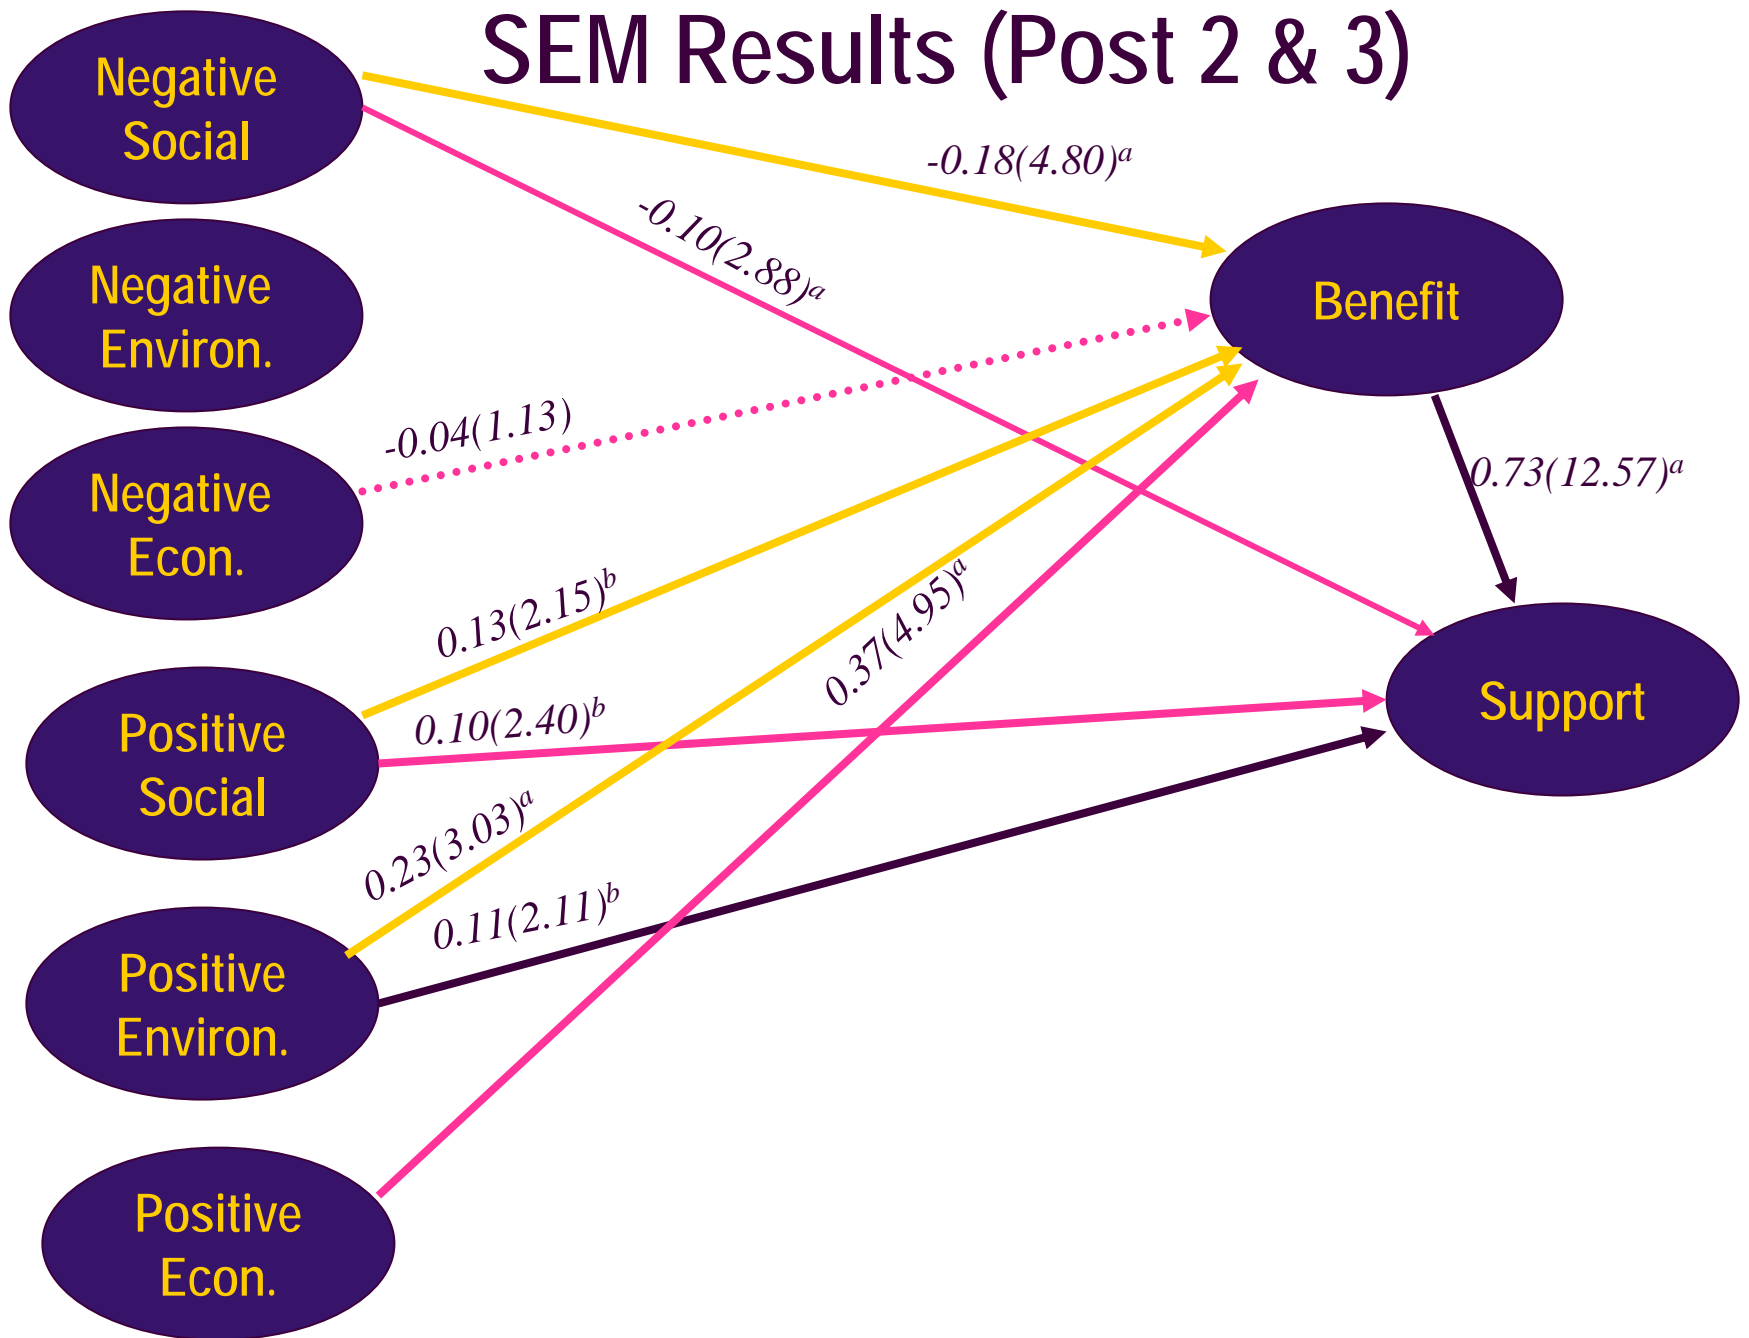 SEM Results (Post 2 & 3)
Negative
Social
-0.18(4.80)a
-0.10(2.88)a
Negative
Environ.
Benefit
-0.04(1.13)
Negative
Econ.
0.73(12.57)a
0.13(2.15)b
0.37(4.95)a
Positive
Social
0.10(2.40)b
Support
0.23(3.03)a
0.11(2.11)b
Positive
Environ.
Positive
Econ.